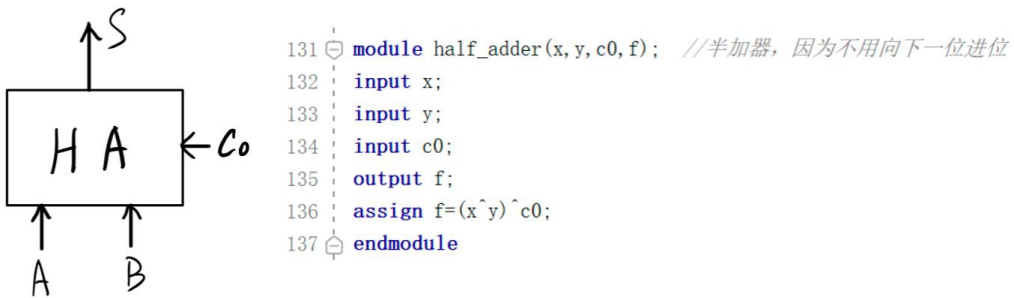 S
H A
C0
A
B
131 module half_adder(x,y,c0,f);  //半加器，因为不用向下一位进位
132 input x;
133 input y;
134 input c0;
135 output f;
136 assign f=(x^y)^c0;
137 endmodule